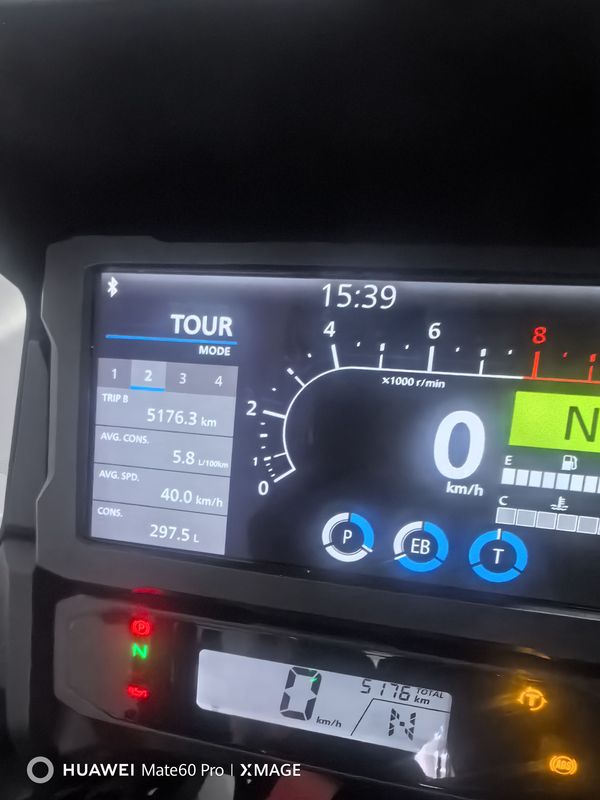 15:39
TOUR
MODE
1 2 3 4
TRIP B
5176.3 km
AVG. CONS.
5.8 L/100km
AVG. SPD.
40.0 km/h
CONS.
297.5 L
0 1 2 4 6 8
x1000 r/min
0
km/h
N
E
C
P
EB
T
P
N
0 km/h
5176 TOTAL
km
N
T
ABS
HUAWEI Mate60 Pro | XMAGE